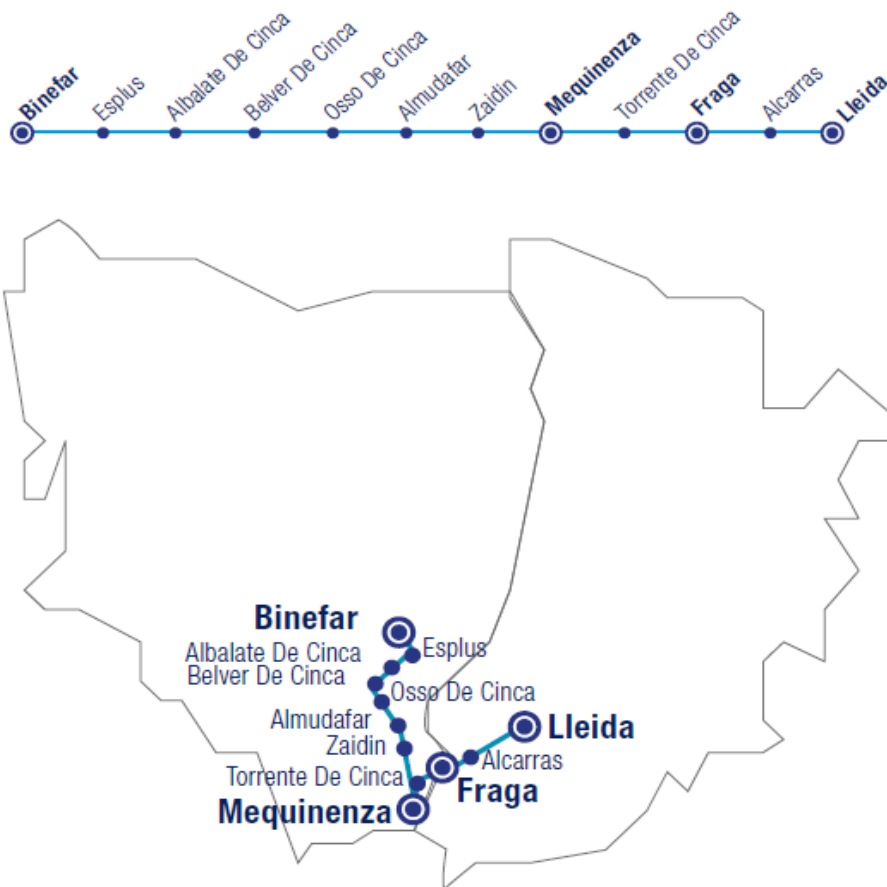 Binefar
Esplus
Albalate De Cinca
Belver De Cinca
Osso De Cinca
Almudafar
Zaidin
Mequinenza
Torrente De Cinca
Fraga
Alcarras
Lleida
Binefar
Albalate De Cinca
Esplus
Belver De Cinca
Osso De Cinca
Almudafar
Lleida
Zaidin
Alcarras
Torrente De Cinca
Fraga
Mequinenza